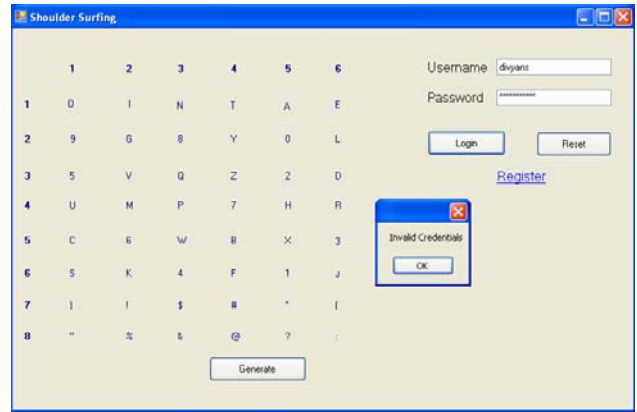 Shoulder Surfing
1 2 3 4 5 6
1 O I N T A E
2 9 G 8 Y 0 L
3 5 V Q Z 2 D
4 U M P 7 H R
5 C 6 W B X 3
6 S K 4 F 1 J
7 ) ! $ # * [
8 " % & @ ? :
Generate
Username divyans
Password ***********
Login Reset
Register
Invalid Credentials
OK